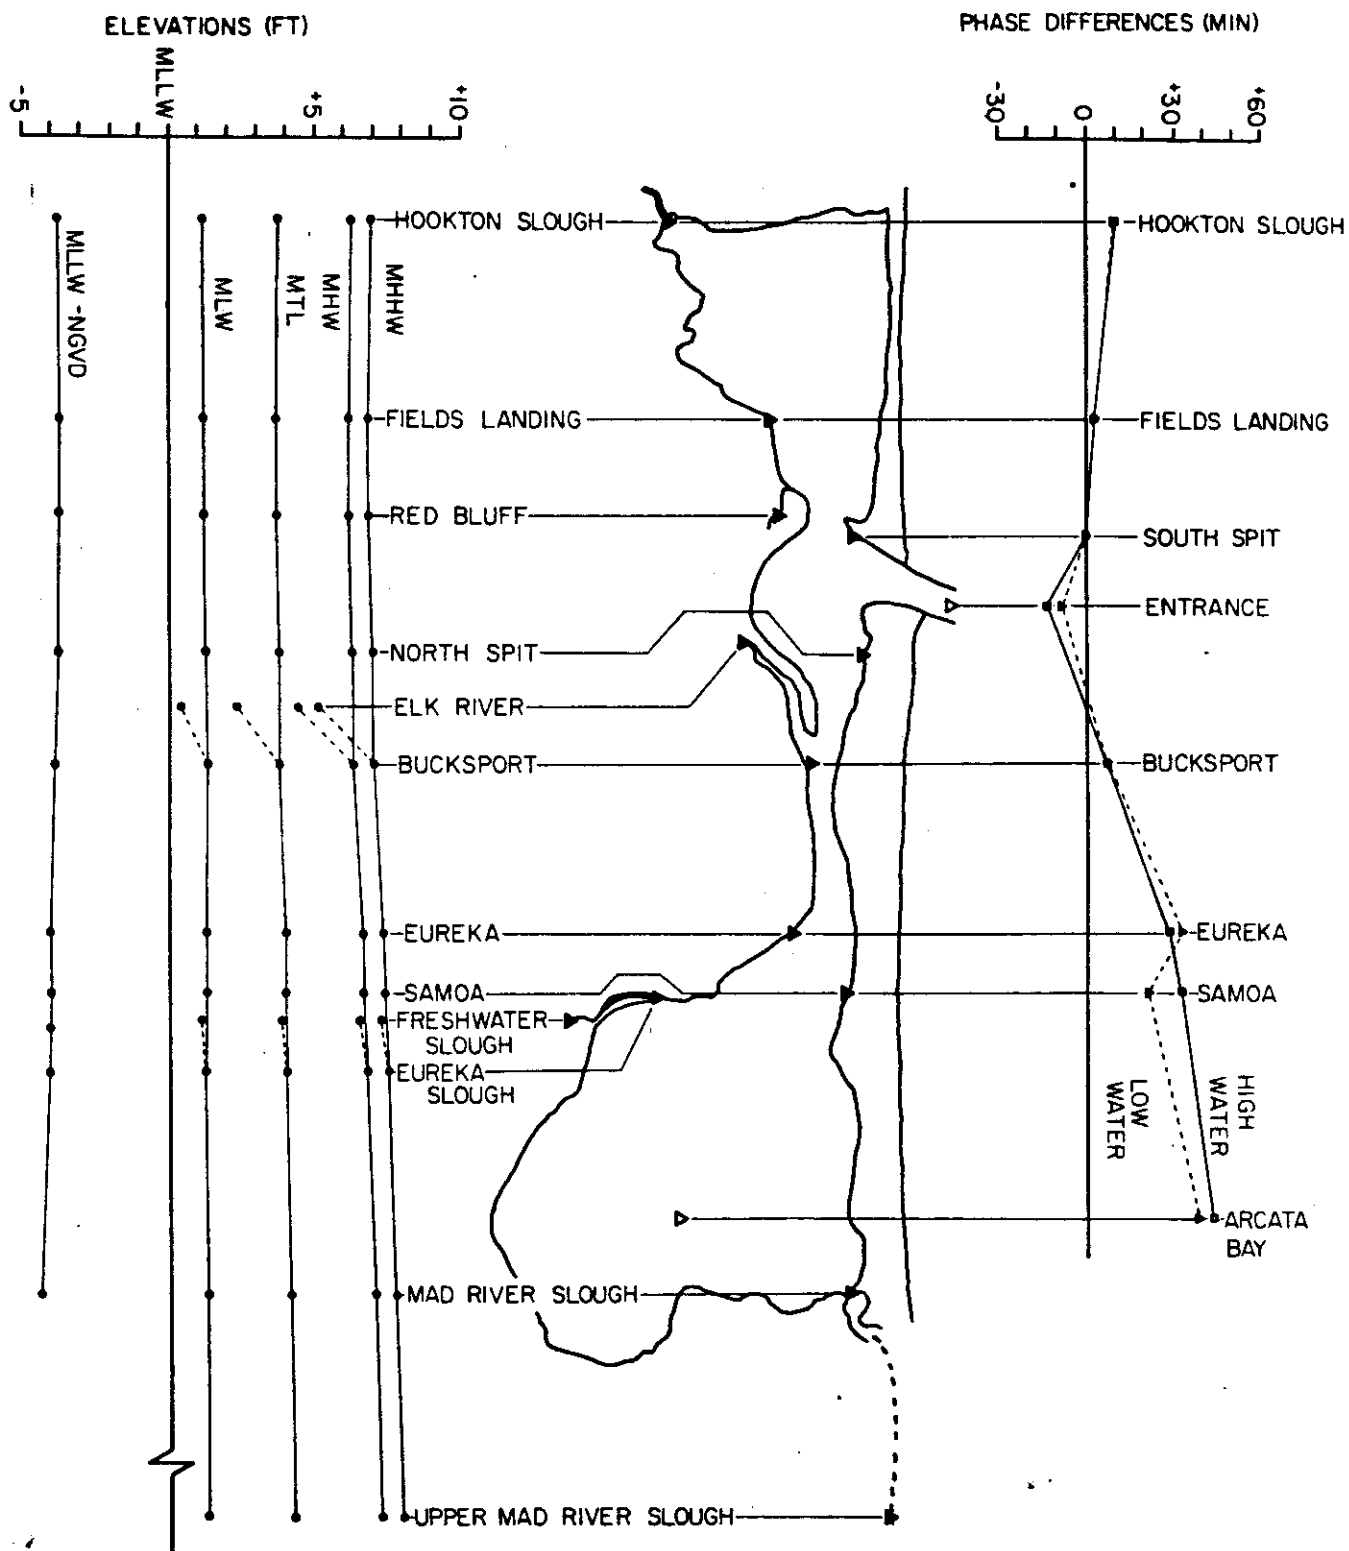 ELEVATIONS (FT)
PHASE DIFFERENCES (MIN)
-5
MLLW
+5
+10
-30
0
+30
+60
HOOKTON SLOUGH
HOOKTON SLOUGH
MLLW -NGVD
MLW
MTL
MHW
MHHW
FIELDS LANDING
FIELDS LANDING
RED BLUFF
SOUTH SPIT
ENTRANCE
NORTH SPIT
ELK RIVER
BUCKSPORT
BUCKSPORT
EUREKA
EUREKA
SAMOA
SAMOA
FRESHWATER
SLOUGH
EUREKA
SLOUGH
LOW
WATER
HIGH
WATER
ARCATA
BAY
MAD RIVER SLOUGH
UPPER MAD RIVER SLOUGH